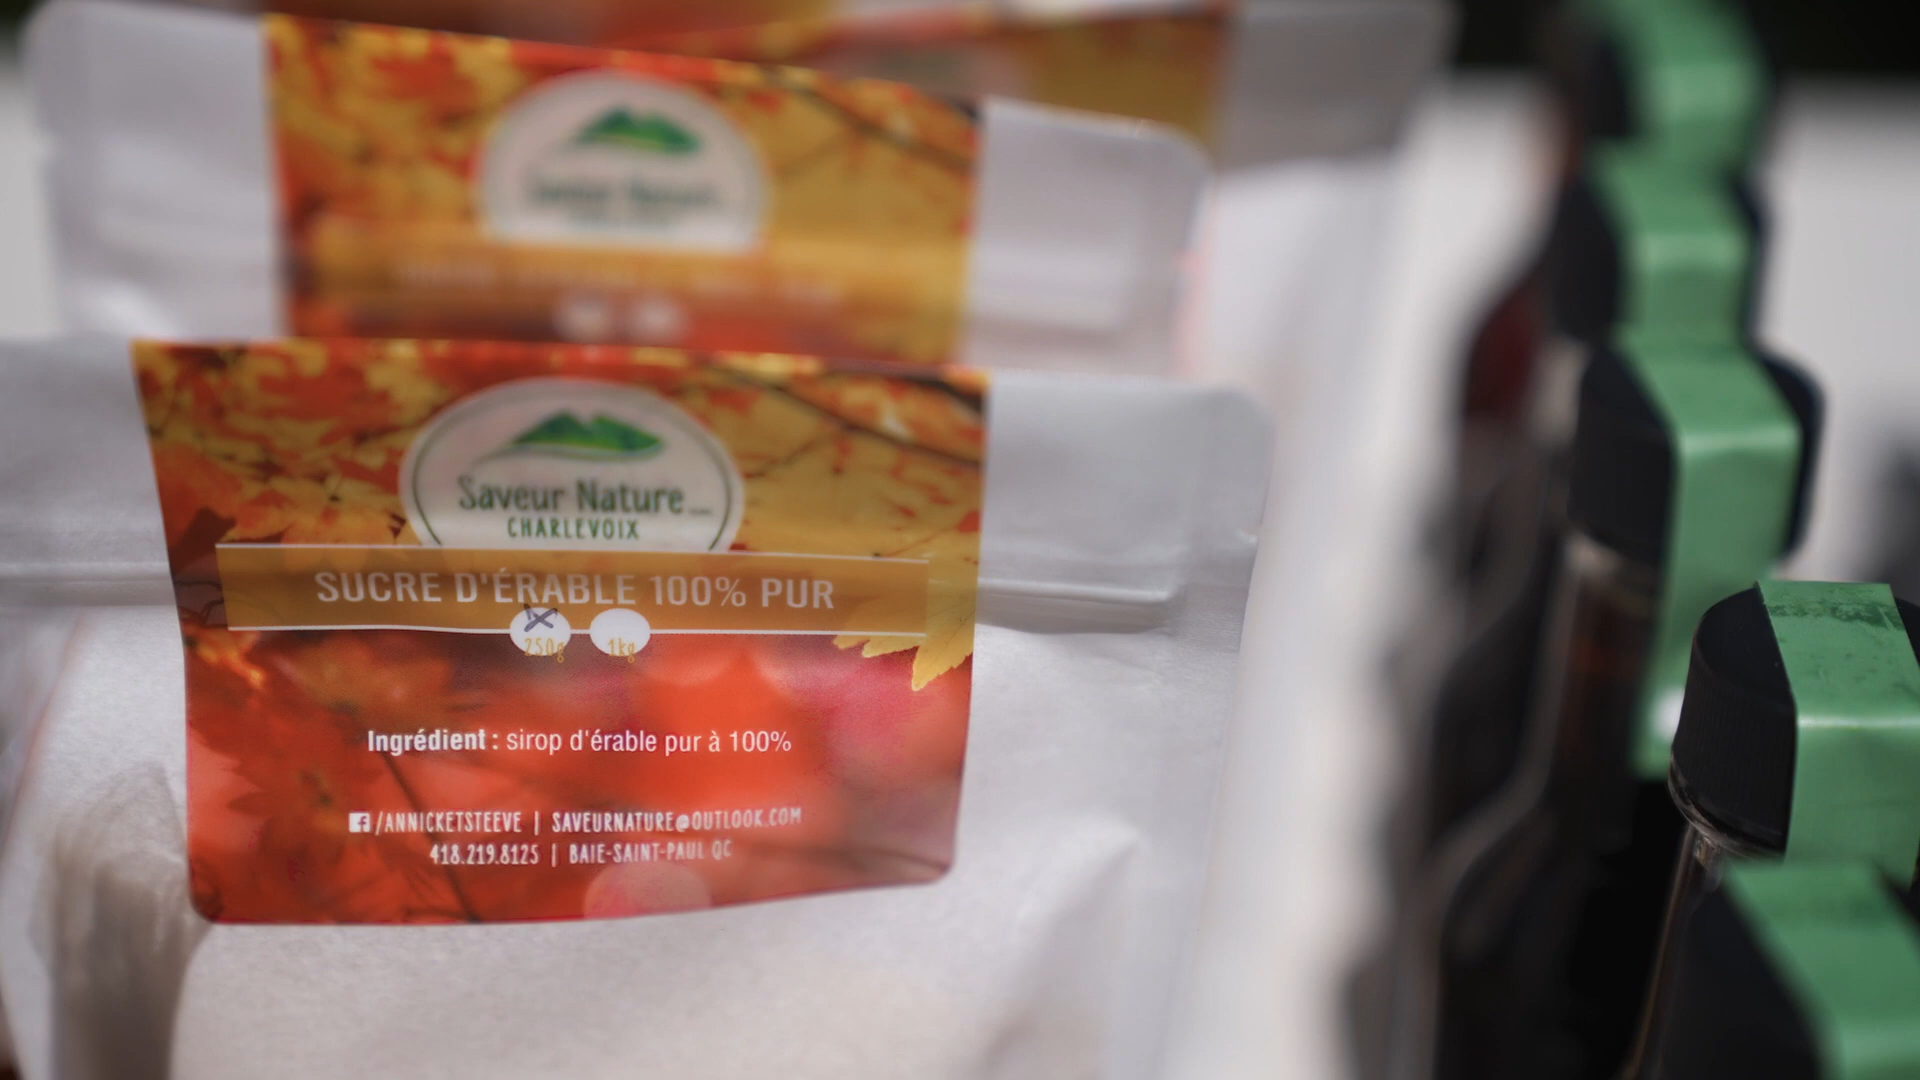 Saveur Nature
CHARLEVOIX
SUCRE D'ÉRABLE 100% PUR
250g 1kg
Ingrédient : sirop d'érable pur à 100%
/ANNICKETSTEEVE | SAVEURNATURE@OUTLOOK.COM
418.219.8125 | BAIE-SAINT-PAUL QC